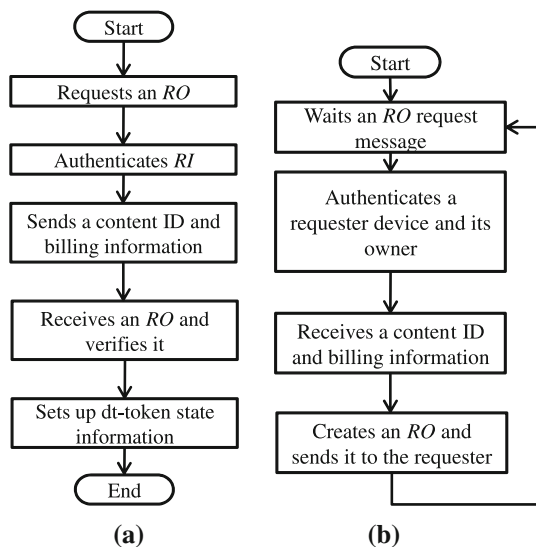 Start
Requests an RO
Authenticates RI
Sends a content ID and
billing information
Receives an RO and
verifies it
Sets up dt-token state
information
End
(a)
Start
Waits an RO request
message
Authenticates a
requester device and its
owner
Receives a content ID
and billing information
Creates an RO and
sends it to the requester
(b)